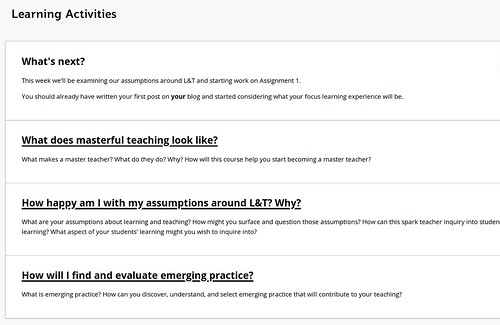 Learning Activities
What's next?
This week we'll be examining our assumptions around L&T and starting work on Assignment 1.
You should already have written your first post on your blog and started considering what your focus learning experience will be.
What does masterful teaching look like?
What makes a master teacher? What do they do? Why? How will this course help you start becoming a master teacher?
How happy am I with my assumptions around L&T? Why?
What are your assumptions about learning and teaching? How might you surface and question those assumptions? How can this spark teacher inquiry into studen
learning? What aspect of your students' learning might you wish to inquire into?
How will I find and evaluate emerging practice?
What is emerging practice? How can you discover, understand, and select emerging practice that will contribute to your teaching?